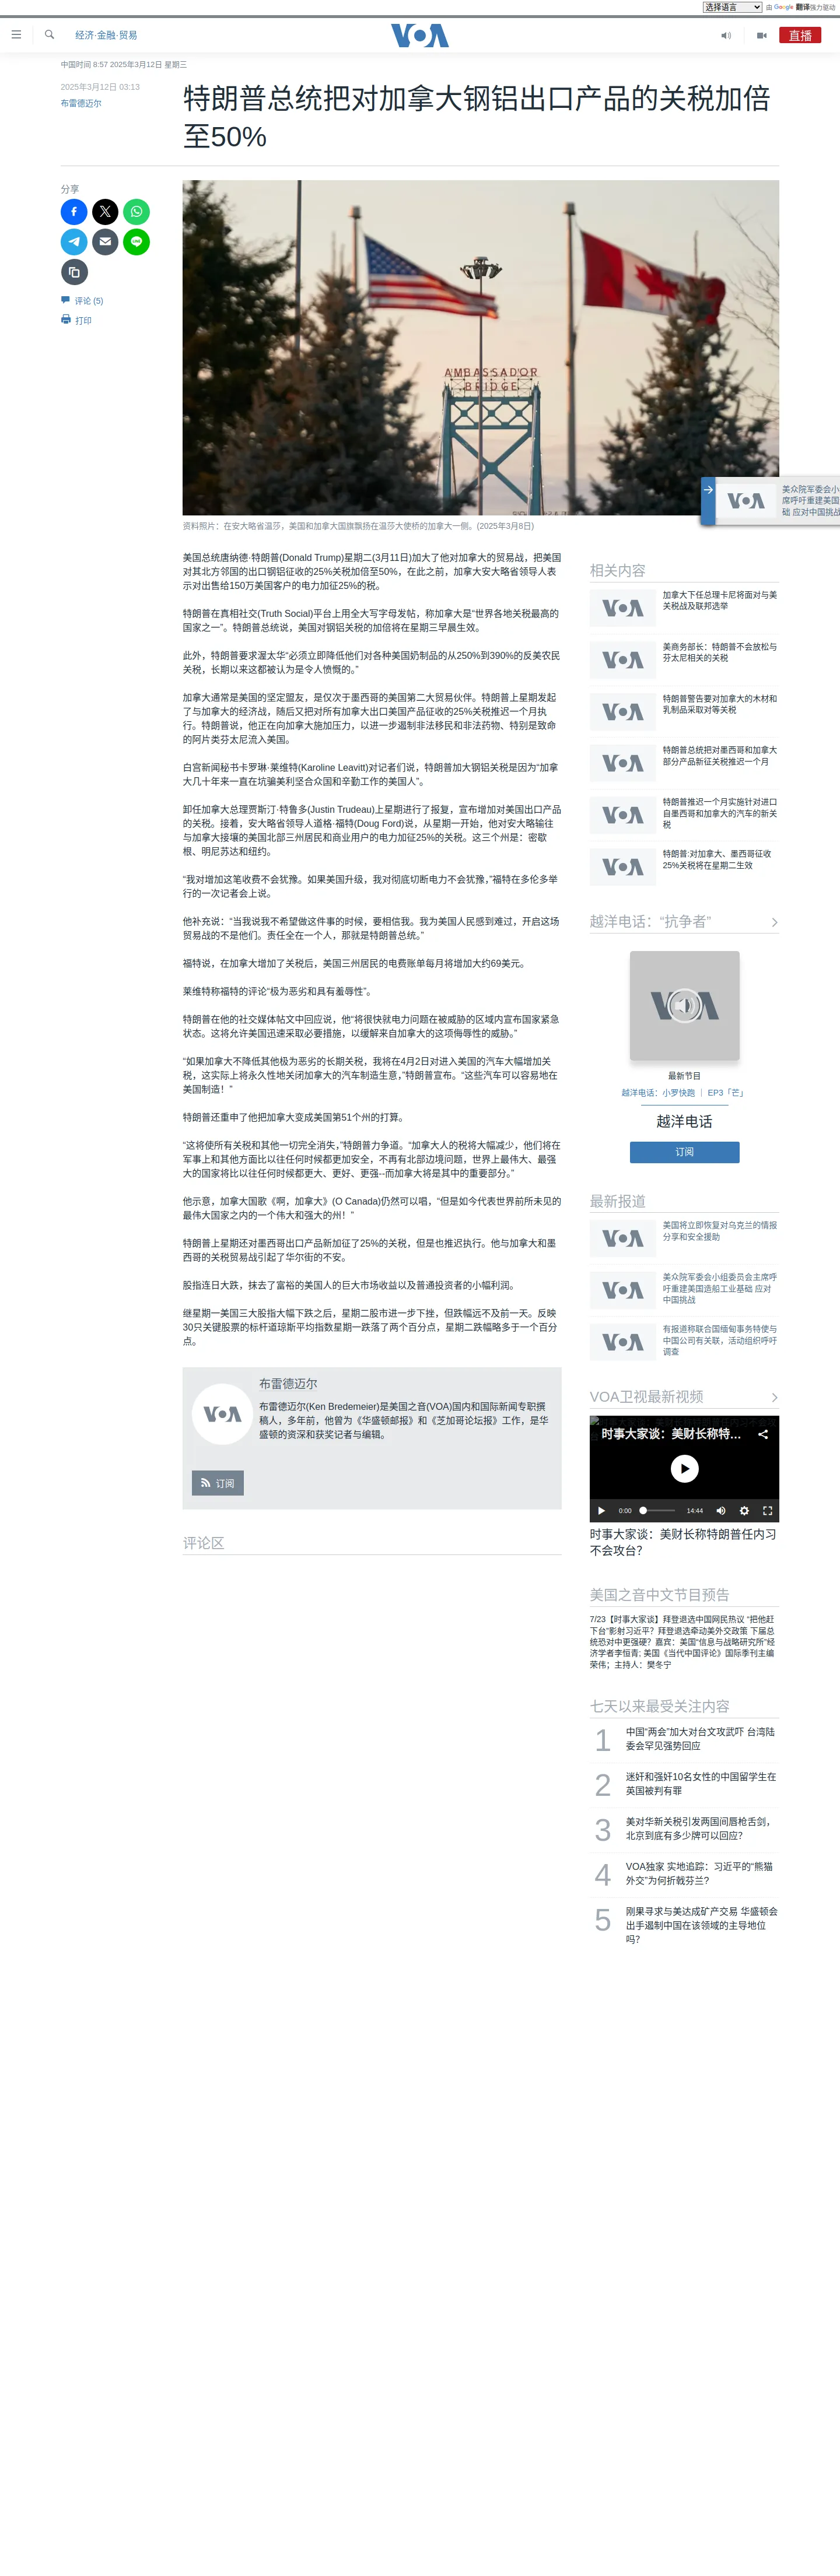 选择语言 由 Google 翻译强力驱动
经济·金融·贸易
VOA
直播
中国时间 8:57 2025年3月12日 星期三
2025年3月12日 03:13
布雷德迈尔
特朗普总统把对加拿大钢铝出口产品的关税加倍
至50%
分享
评论 (5)
打印
AMBASSADOR
BRIDGE
资料照片：在安大略省温莎，美国和加拿大国旗飘扬在温莎大使桥的加拿大一侧。(2025年3月8日)
VOA
美众院军委会小
席呼吁重建美国
础 应对中国挑战
美国总统唐纳德·特朗普(Donald Trump)星期二(3月11日)加大了他对加拿大的贸易战，把美国
对其北方邻国的出口钢铝征收的25%关税加倍至50%，在此之前，加拿大安大略省领导人表
示对出售给150万美国客户的电力加征25%的税。
特朗普在真相社交(Truth Social)平台上用全大写字母发帖，称加拿大是“世界各地关税最高的
国家之一”。特朗普总统说，美国对钢铝关税的加倍将在星期三早晨生效。
此外，特朗普要求渥太华“必须立即降低他们对各种美国奶制品的从250%到390%的反美农民
关税，长期以来这都被认为是令人愤慨的。”
加拿大通常是美国的坚定盟友，是仅次于墨西哥的美国第二大贸易伙伴。特朗普上星期发起
了与加拿大的经济战，随后又把对所有加拿大出口美国产品征收的25%关税推迟一个月执
行。特朗普说，他正在向加拿大施加压力，以进一步遏制非法移民和非法药物、特别是致命
的阿片类芬太尼流入美国。
白宫新闻秘书卡罗琳·莱维特(Karoline Leavitt)对记者们说，特朗普加大钢铝关税是因为“加拿
大几十年来一直在坑骗美利坚合众国和辛勤工作的美国人”。
卸任加拿大总理贾斯汀·特鲁多(Justin Trudeau)上星期进行了报复，宣布增加对美国出口产品
的关税。接着，安大略省领导人道格·福特(Doug Ford)说，从星期一开始，他对安大略输往
与加拿大接壤的美国北部三州居民和商业用户的电力加征25%的关税。这三个州是：密歇
根、明尼苏达和纽约。
“我对增加这笔收费不会犹豫。如果美国升级，我对彻底切断电力不会犹豫，”福特在多伦多举
行的一次记者会上说。
他补充说：“当我说我不希望做这件事的时候，要相信我。我为美国人民感到难过，开启这场
贸易战的不是他们。责任全在一个人，那就是特朗普总统。”
福特说，在加拿大增加了关税后，美国三州居民的电费账单每月将增加大约69美元。
莱维特称福特的评论“极为恶劣和具有羞辱性”。
特朗普在他的社交媒体帖文中回应说，他“将很快就电力问题在被威胁的区域内宣布国家紧急
状态。这将允许美国迅速采取必要措施，以缓解来自加拿大的这项侮辱性的威胁。”
“如果加拿大不降低其他极为恶劣的长期关税，我将在4月2日对进入美国的汽车大幅增加关
税，这实际上将永久性地关闭加拿大的汽车制造生意，”特朗普宣布。“这些汽车可以容易地在
美国制造！“
特朗普还重申了他把加拿大变成美国第51个州的打算。
“这将使所有关税和其他一切完全消失，”特朗普力争道。“加拿大人的税将大幅减少，他们将在
军事上和其他方面比以往任何时候都更加安全，不再有北部边境问题，世界上最伟大、最强
大的国家将比以往任何时候都更大、更好、更强--而加拿大将是其中的重要部分。”
他示意，加拿大国歌《啊，加拿大》(O Canada)仍然可以唱，“但是如今代表世界前所未见的
最伟大国家之内的一个伟大和强大的州！“
特朗普上星期还对墨西哥出口产品新加征了25%的关税，但是也推迟执行。他与加拿大和墨
西哥的关税贸易战引起了华尔街的不安。
股指连日大跌，抹去了富裕的美国人的巨大市场收益以及普通投资者的小幅利润。
继星期一美国三大股指大幅下跌之后，星期二股市进一步下挫，但跌幅远不及前一天。反映
30只关键股票的标杆道琼斯平均指数星期一跌落了两个百分点，星期二跌幅略多于一个百分
点。
VOA
布雷德迈尔
布雷德迈尔(Ken Bredemeier)是美国之音(VOA)国内和国际新闻专职撰
稿人，多年前，他曾为《华盛顿邮报》和《芝加哥论坛报》工作，是华
盛顿的资深和获奖记者与编辑。
订阅
评论区
相关内容
VOA
加拿大下任总理卡尼将面对与美
关税战及联邦选举
VOA
美商务部长：特朗普不会放松与
芬太尼相关的关税
VOA
特朗普警告要对加拿大的木材和
乳制品采取对等关税
VOA
特朗普总统把对墨西哥和加拿大
部分产品新征关税推迟一个月
VOA
特朗普推迟一个月实施针对进口
自墨西哥和加拿大的汽车的新关
税
VOA
特朗普:对加拿大、墨西哥征收
25%关税将在星期二生效
越洋电话：“抗争者”
VOA
最新节目
越洋电话：小罗快跑 ｜ EP3「芒」
越洋电话
订阅
最新报道
VOA
美国将立即恢复对乌克兰的情报
分享和安全援助
VOA
美众院军委会小组委员会主席呼
吁重建美国造船工业基础 应对
中国挑战
VOA
有报道称联合国缅甸事务特使与
中国公司有关联，活动组织呼吁
调查
VOA卫视最新视频
时事大家谈：美财长称特...
0:00 14:44
时事大家谈：美财长称特朗普任内习
不会攻台？
美国之音中文节目预告
7/23【时事大家谈】拜登退选中国网民热议 “把他赶
下台”影射习近平？拜登退选牵动美外交政策 下届总
统恐对中更强硬？嘉宾：美国“信息与战略研究所”经
济学者李恒青; 美国《当代中国评论》国际季刊主编
荣伟；主持人：樊冬宁
七天以来最受关注内容
1 中国“两会”加大对台文攻武吓 台湾陆
委会罕见强势回应
2 迷奸和强奸10名女性的中国留学生在
英国被判有罪
3 美对华新关税引发两国间唇枪舌剑，
北京到底有多少牌可以回应？
4 VOA独家 实地追踪：习近平的“熊猫
外交”为何折戟芬兰?
5 刚果寻求与美达成矿产交易 华盛顿会
出手遏制中国在该领域的主导地位
吗？